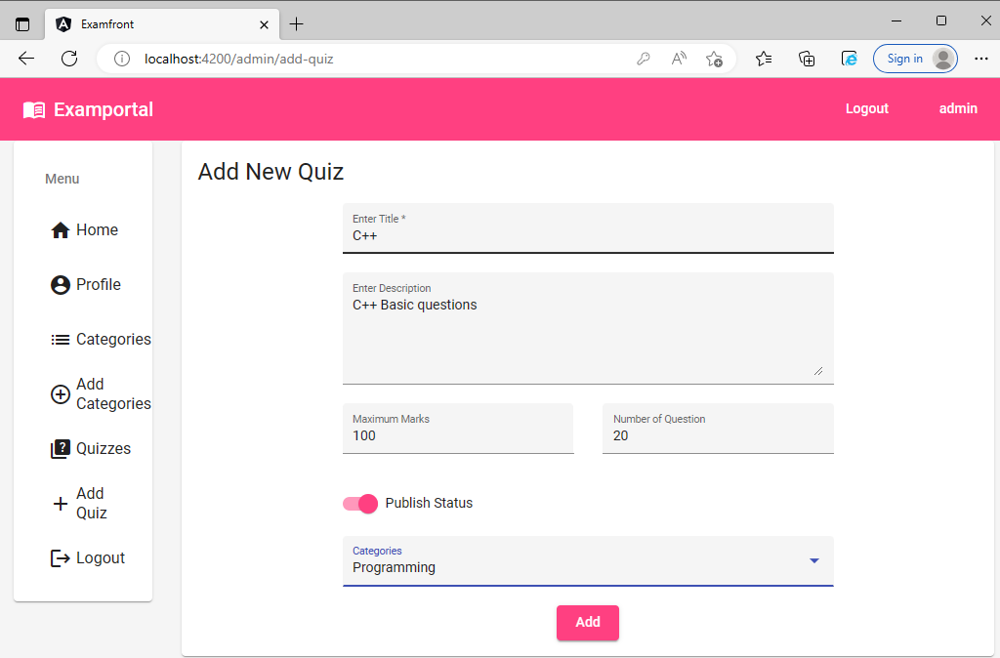 Examfront
localhost:4200/admin/add-quiz
Sign in
Examportal
Logout
admin
Menu
Home
Profile
Categories
Add
Categories
Quizzes
Add
Quiz
Logout
Add New Quiz
Enter Title *
C++
Enter Description
C++ Basic questions
Maximum Marks
100
Number of Question
20
Publish Status
Categories
Programming
Add